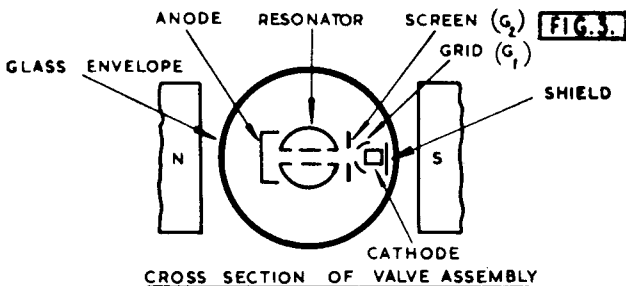 ANODE RESONATOR SCREEN (G2) FIG.3.
GRID (G1)
GLASS ENVELOPE
SHIELD
N S
CATHODE
CROSS SECTION OF VALVE ASSEMBLY